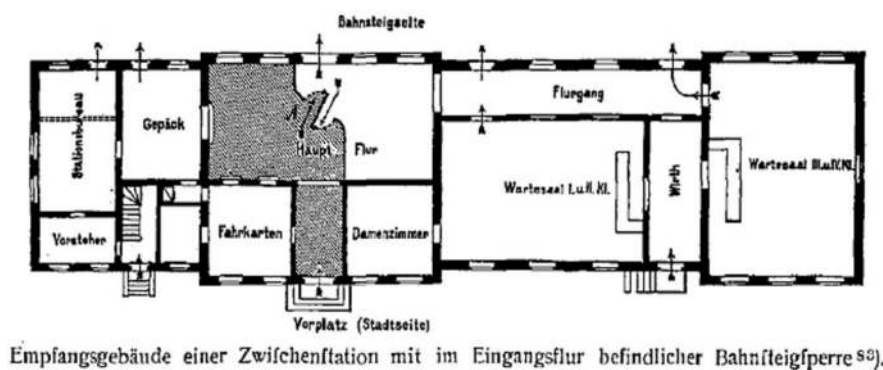 Bahnsteigseite
Stationsbureau
Gepäck
Haupt Flur
Flurgang
Wartesaal I.u.II.Kl.
Wirth
Wartesaal III.u.IV.Kl.
Vorsteher
Fahrkarten
Damenzimmer
Vorplatz (Stadtseite)
Empfangsgebäude einer Zwiſchenſtation mit im Eingangsflur befindlicher Bahnſteigſperre 83).